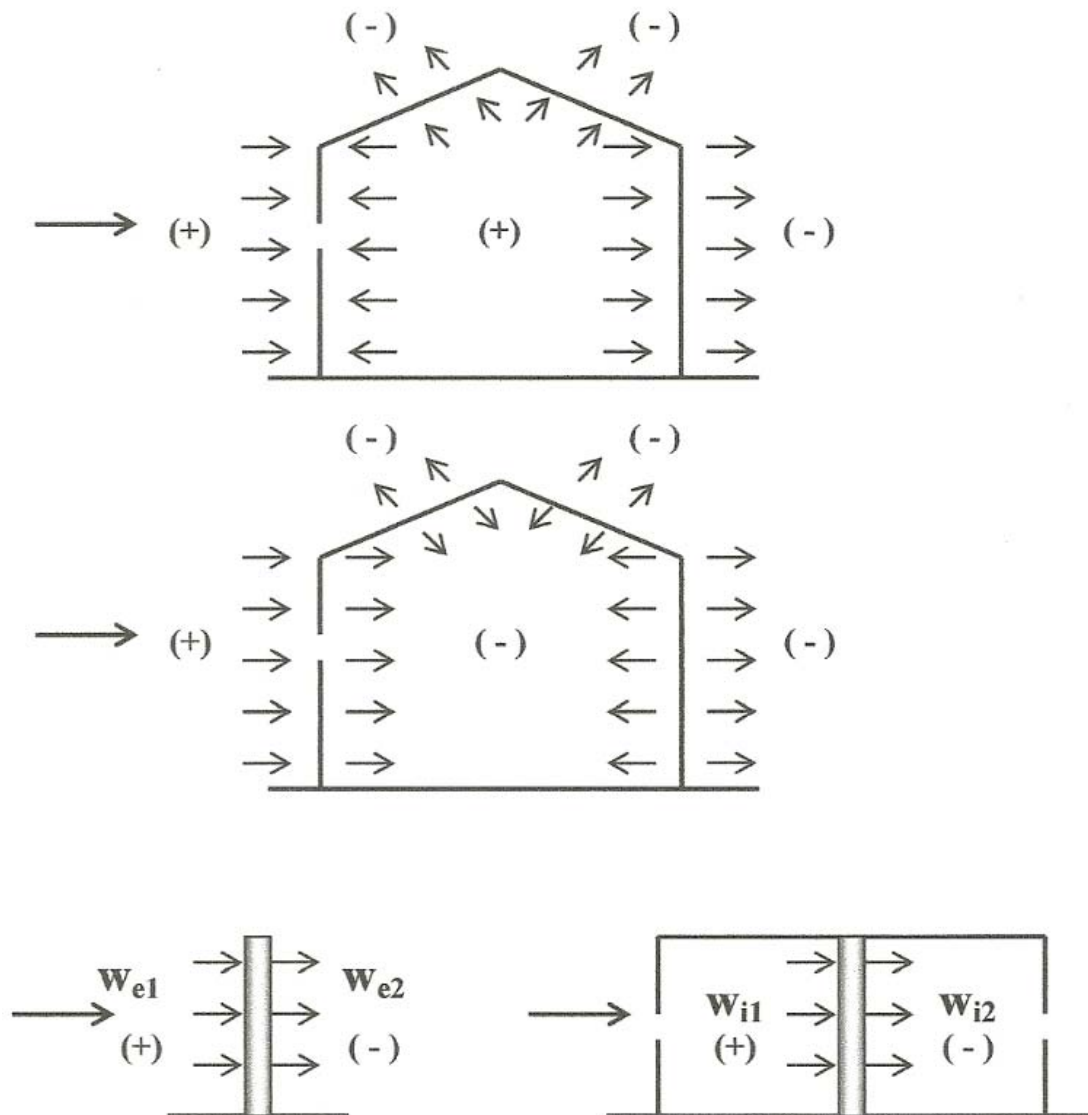 ( - ) ( - )
(+) (+) ( - )
( - ) ( - )
(+) ( - ) ( - )
We1 We2 Wi1 Wi2
(+) ( - ) (+) ( - )